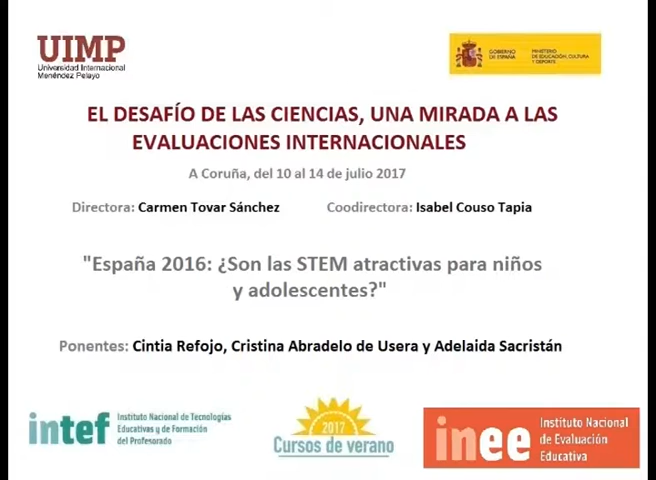 UIMP
Universidad Internacional
Menéndez Pelayo
GOBIERNO
DE ESPAÑA
MINISTERIO
DE EDUCACIÓN, CULTURA
Y DEPORTE
EL DESAFÍO DE LAS CIENCIAS, UNA MIRADA A LAS
EVALUACIONES INTERNACIONALES
A Coruña, del 10 al 14 de julio 2017
Directora: Carmen Tovar Sánchez
Coodirectora: Isabel Couso Tapia
"España 2016: ¿Son las STEM atractivas para niños
y adolescentes?"
Ponentes: Cintia Refojo, Cristina Abradelo de Usera y Adelaida Sacristán
intef
Instituto Nacional de Tecnologías
Educativas y de Formación
del Profesorado
2017
Cursos de verano
inee
Instituto Nacional
de Evaluación
Educativa